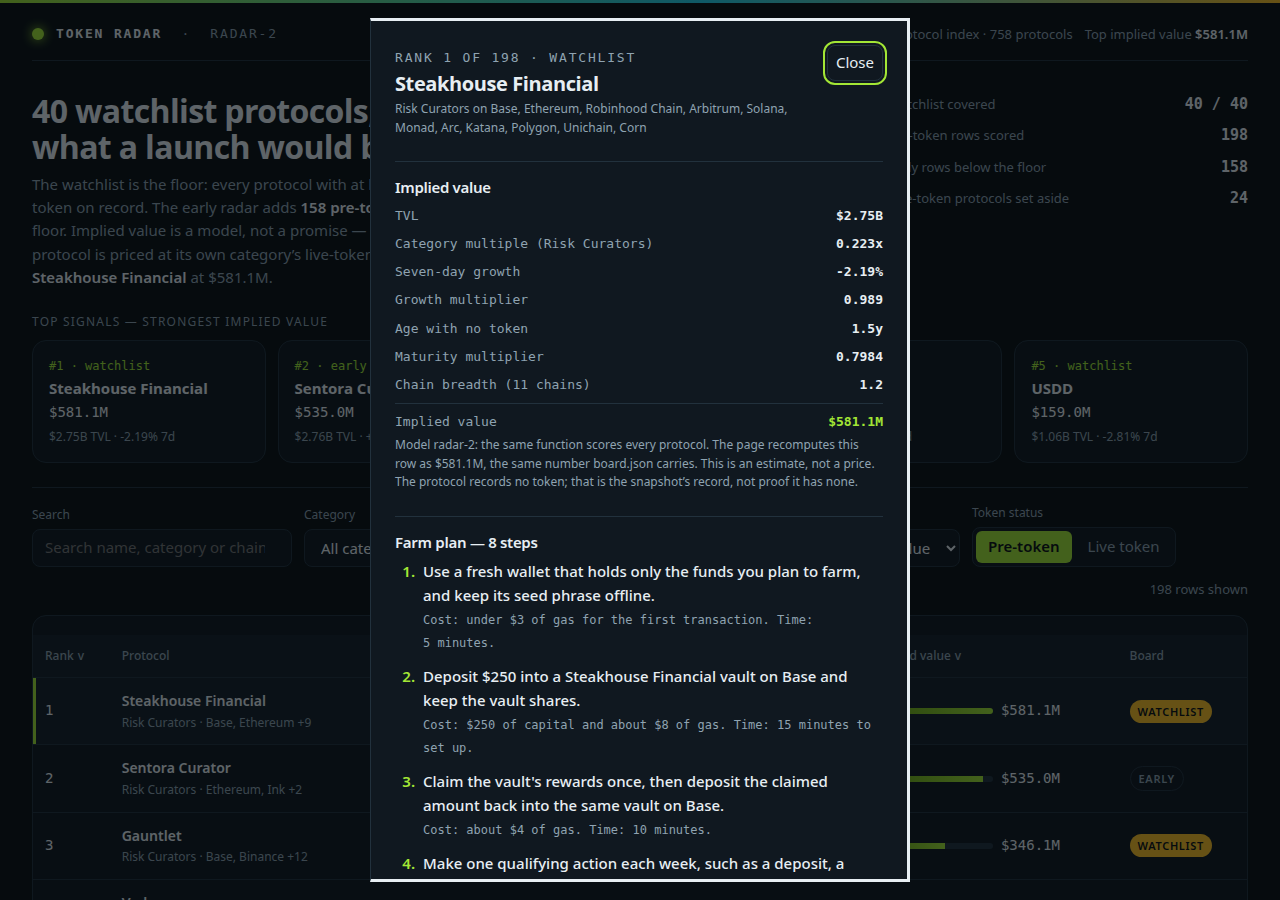 TOKEN RADAR · RADAR-2
tocol index · 758 protocols Top implied value $581.1M
40 watchlist protocols,
what a launch would b
The watchlist is the floor: every protocol with at l
token on record. The early radar adds 158 pre-to
floor. Implied value is a model, not a promise —
protocol is priced at its own category's live-token
Steakhouse Financial at $581.1M.
tchlist covered 40 / 40
-token rows scored 198
y rows below the floor 158
-token protocols set aside 24
TOP SIGNALS — STRONGEST IMPLIED VALUE
#1 · watchlist
Steakhouse Financial
$581.1M
$2.75B TVL · -2.19% 7d
#2 · early
Sentora Cu
$535.0M
$2.76B TVL · +
#5 · watchlist
USDD
$159.0M
$1.06B TVL · -2.81% 7d
Search
Search name, category or chain
Category
All cate
lue
Token status
Pre-token Live token
198 rows shown
Rank v Protocol d value v Board
1 Steakhouse Financial $581.1M WATCHLIST
Risk Curators · Base, Ethereum +9
2 Sentora Curator $535.0M EARLY
Risk Curators · Ethereum, Ink +2
3 Gauntlet $346.1M WATCHLIST
Risk Curators · Base, Binance +12
RANK 1 OF 198 · WATCHLIST
Close
Steakhouse Financial
Risk Curators on Base, Ethereum, Robinhood Chain, Arbitrum, Solana,
Monad, Arc, Katana, Polygon, Unichain, Corn
Implied value
TVL $2.75B
Category multiple (Risk Curators) 0.223x
Seven-day growth -2.19%
Growth multiplier 0.989
Age with no token 1.5y
Maturity multiplier 0.7984
Chain breadth (11 chains) 1.2
Implied value $581.1M
Model radar-2: the same function scores every protocol. The page recomputes this
row as $581.1M, the same number board.json carries. This is an estimate, not a price.
The protocol records no token; that is the snapshot's record, not proof it has none.
Farm plan — 8 steps
1. Use a fresh wallet that holds only the funds you plan to farm,
and keep its seed phrase offline.
Cost: under $3 of gas for the first transaction. Time:
5 minutes.
2. Deposit $250 into a Steakhouse Financial vault on Base and
keep the vault shares.
Cost: $250 of capital and about $8 of gas. Time: 15 minutes to
set up.
3. Claim the vault's rewards once, then deposit the claimed
amount back into the same vault on Base.
Cost: about $4 of gas. Time: 10 minutes.
4. Make one qualifying action each week, such as a deposit, a